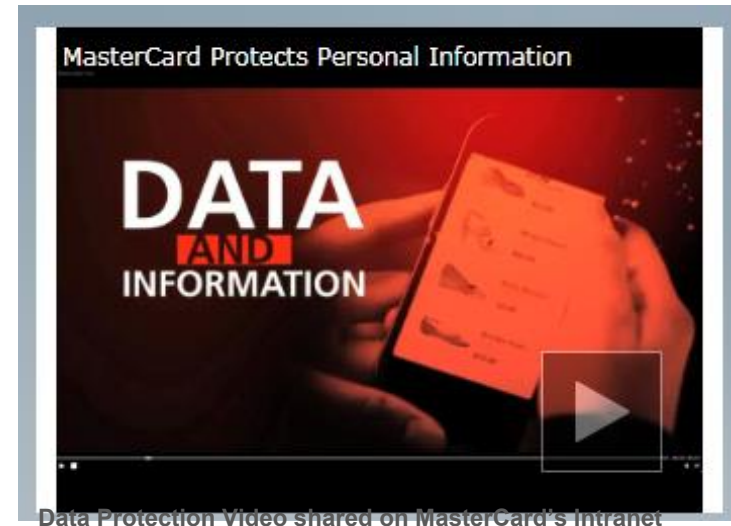 MasterCard Protects Personal Information
DATA
AND
INFORMATION
Data Protection Video shared on MasterCard's Intranet